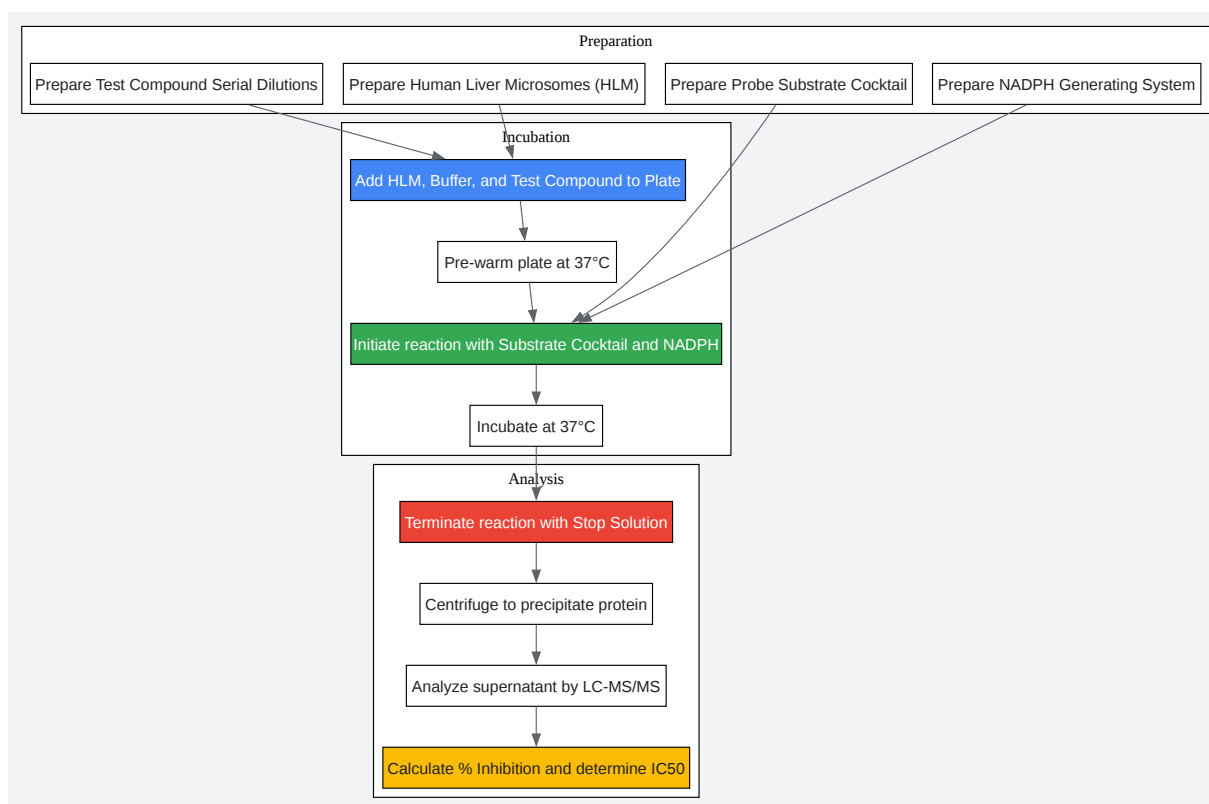 Preparation
Prepare Test Compound Serial Dilutions
Prepare Human Liver Microsomes (HLM)
Prepare Probe Substrate Cocktail
Prepare NADPH Generating System
Incubation
Add HLM, Buffer, and Test Compound to Plate
Pre-warm plate at 37°C
Initiate reaction with Substrate Cocktail and NADPH
Incubate at 37°C
Analysis
Terminate reaction with Stop Solution
Centrifuge to precipitate protein
Analyze supernatant by LC-MS/MS
Calculate % Inhibition and determine IC50